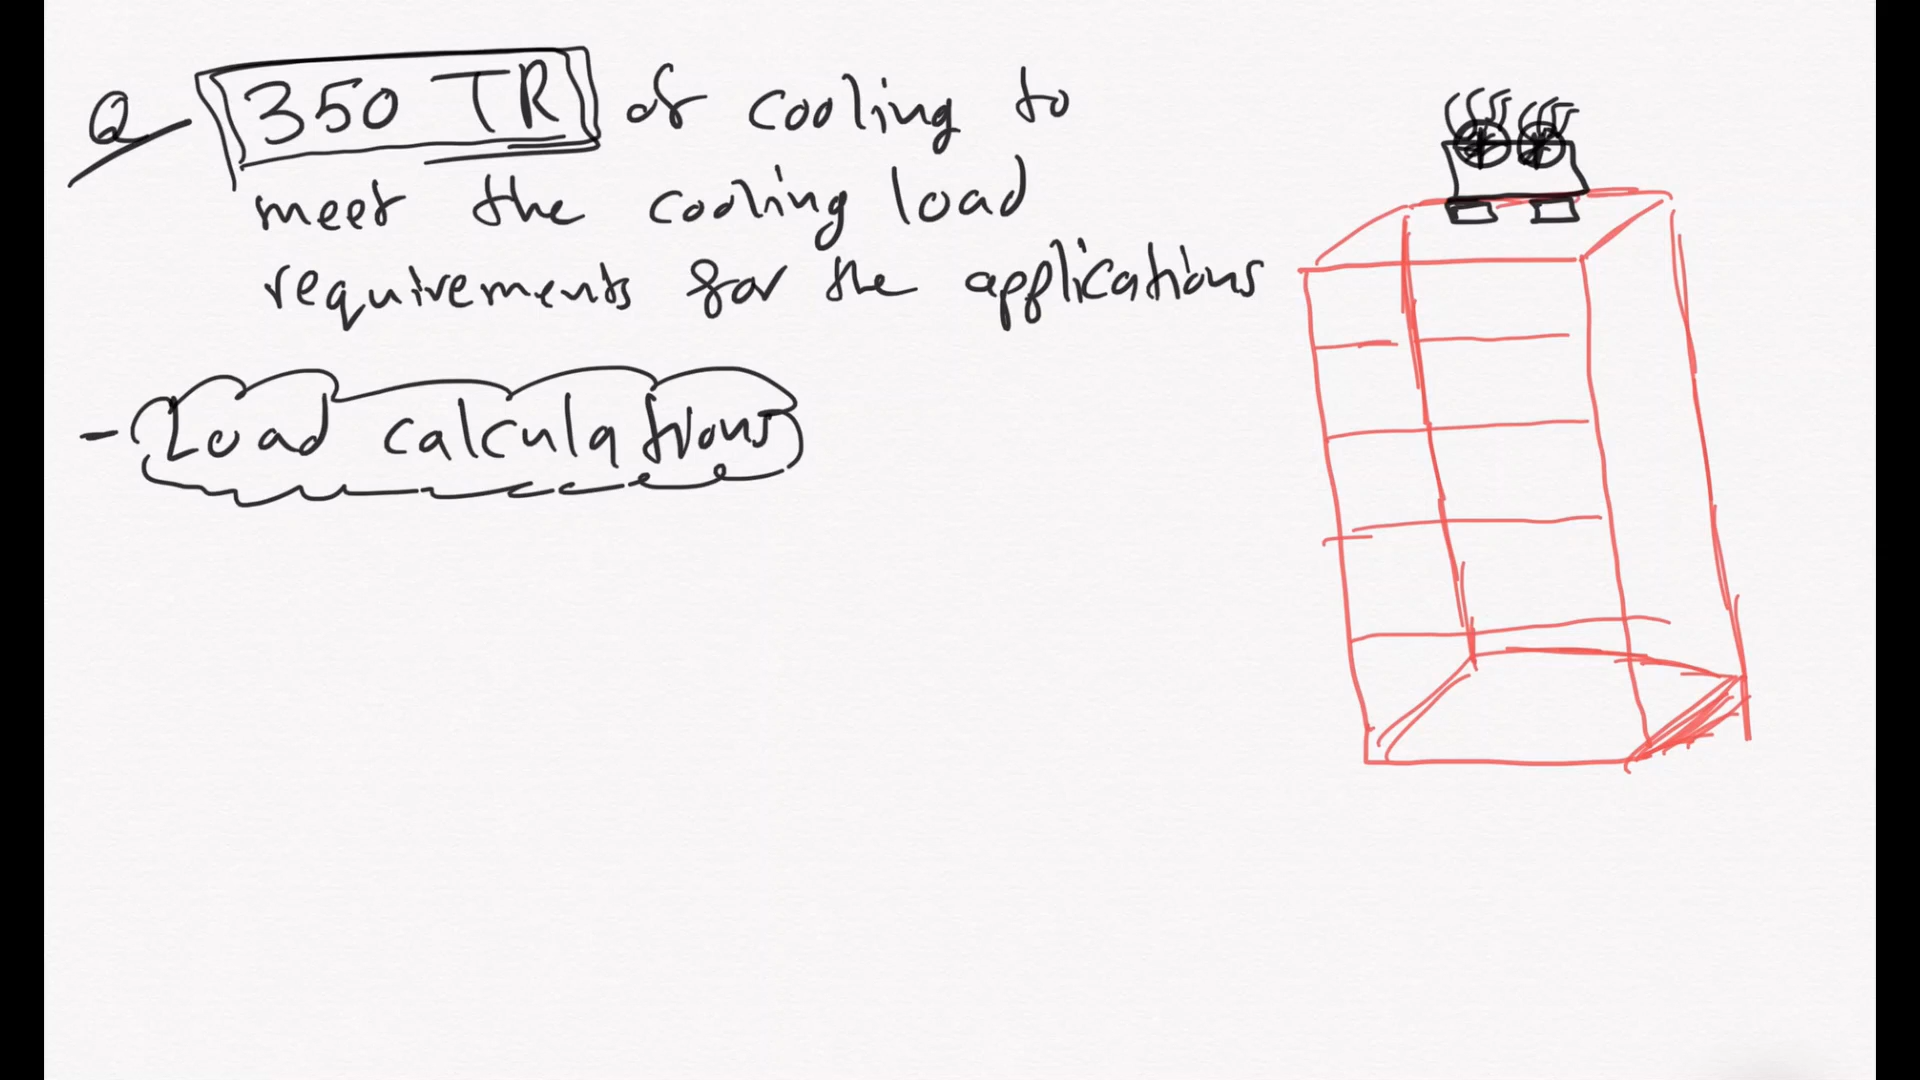 Q 350 TR of cooling to
meet the cooling load
requirements for the applications
- Load calculations